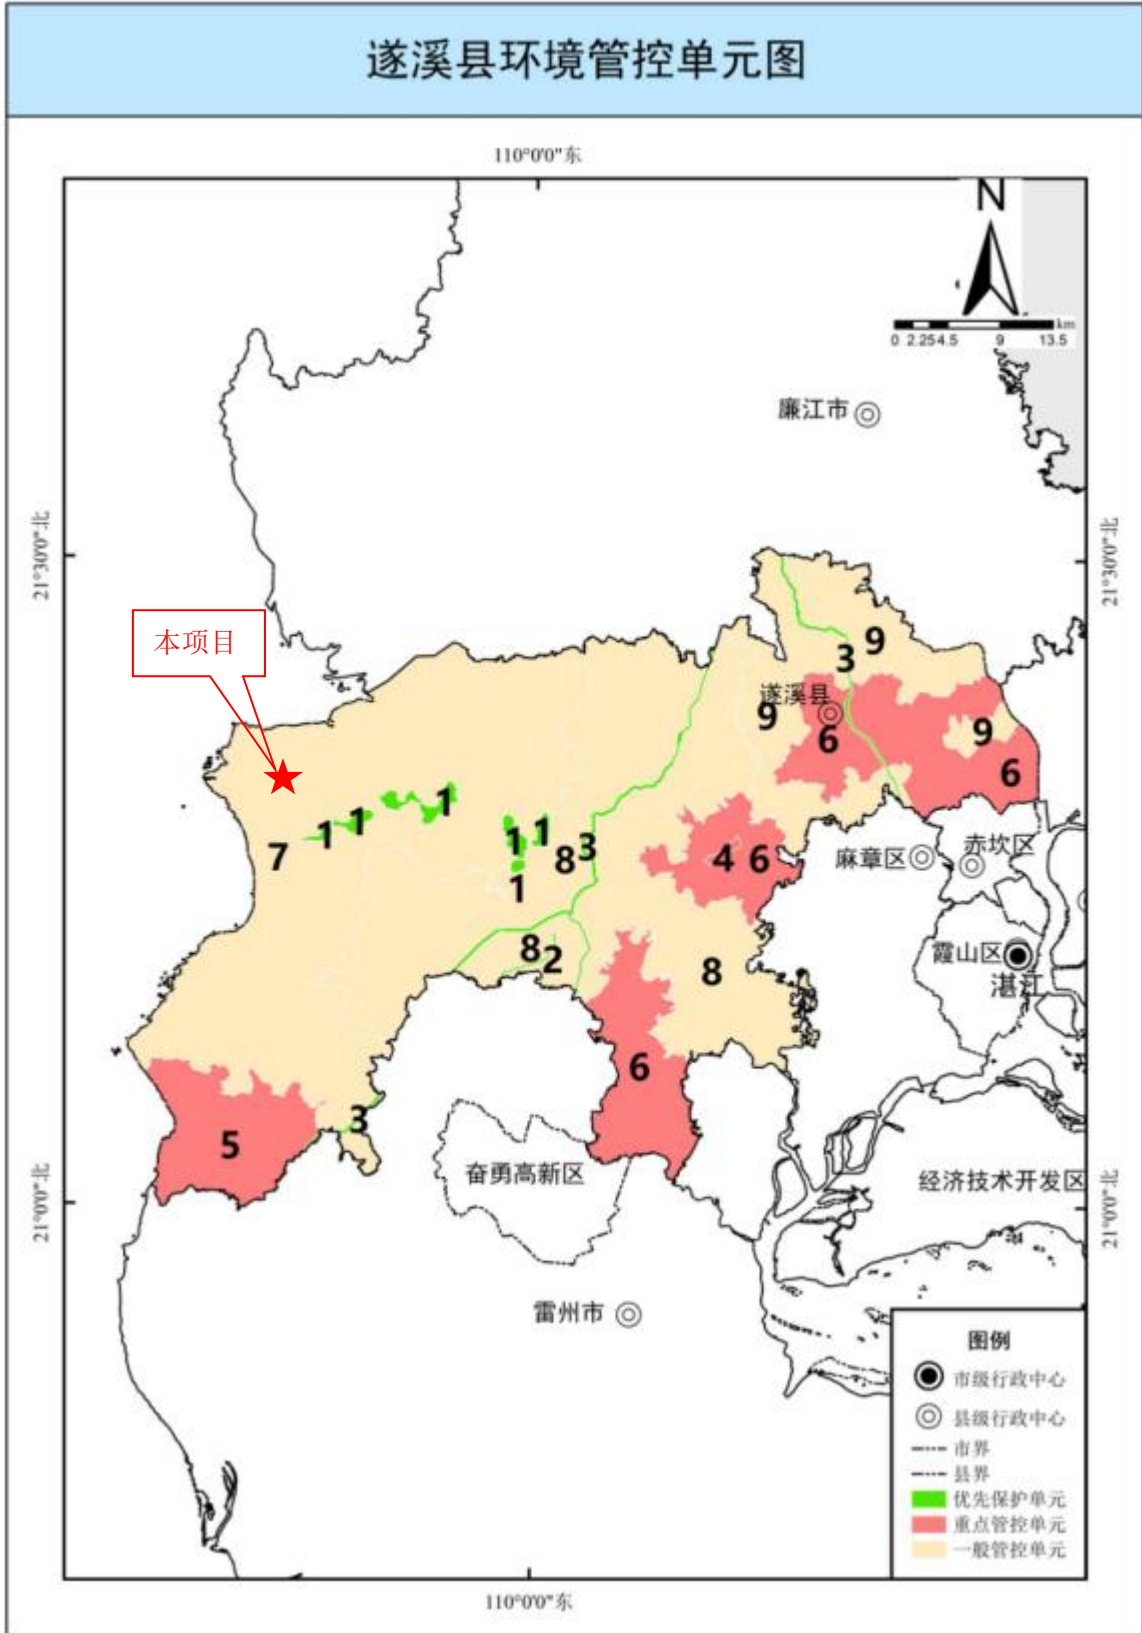 遂溪县环境管控单元图
110°0'0"东
N
km
0 2.25 4.5 9 13.5
廉江市
21°30'0"北
21°30'0"北
本项目
9
3
遂溪县
9
6
9
6
1
1
1
1
1
7
8
3
4
6
麻章区
赤坎区
1
8
2
8
霞山区
湛江
6
3
5
奋勇高新区
经济技术开发区
21°0'0"北
21°0'0"北
雷州市
图例
市级行政中心
县级行政中心
市界
县界
优先保护单元
重点管控单元
一般管控单元
110°0'0"东